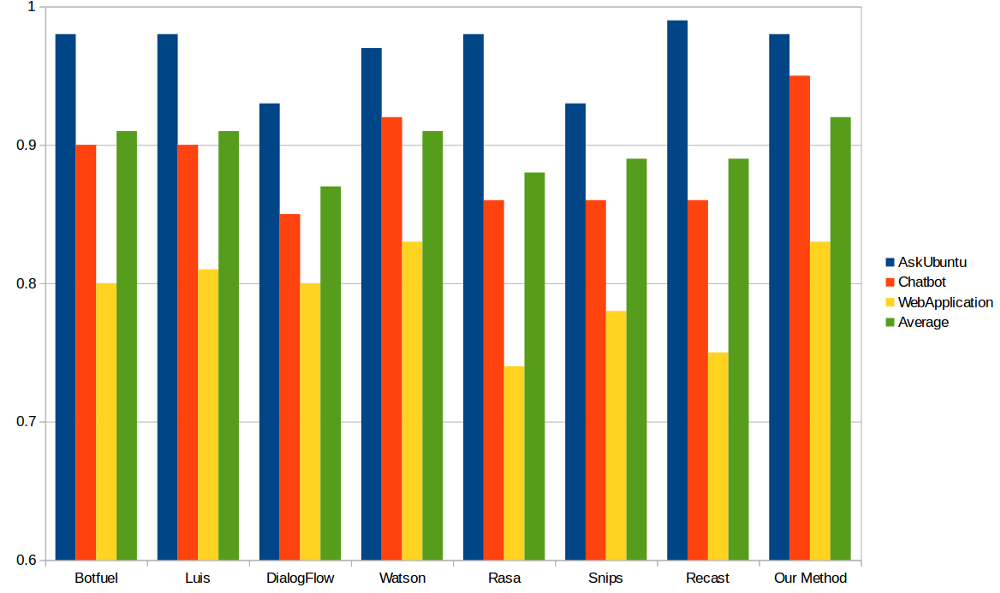 1
0.9
0.8
0.7
0.6
Botfuel
Luis
DialogFlow
Watson
Rasa
Snips
Recast
Our Method
AskUbuntu
Chatbot
WebApplication
Average